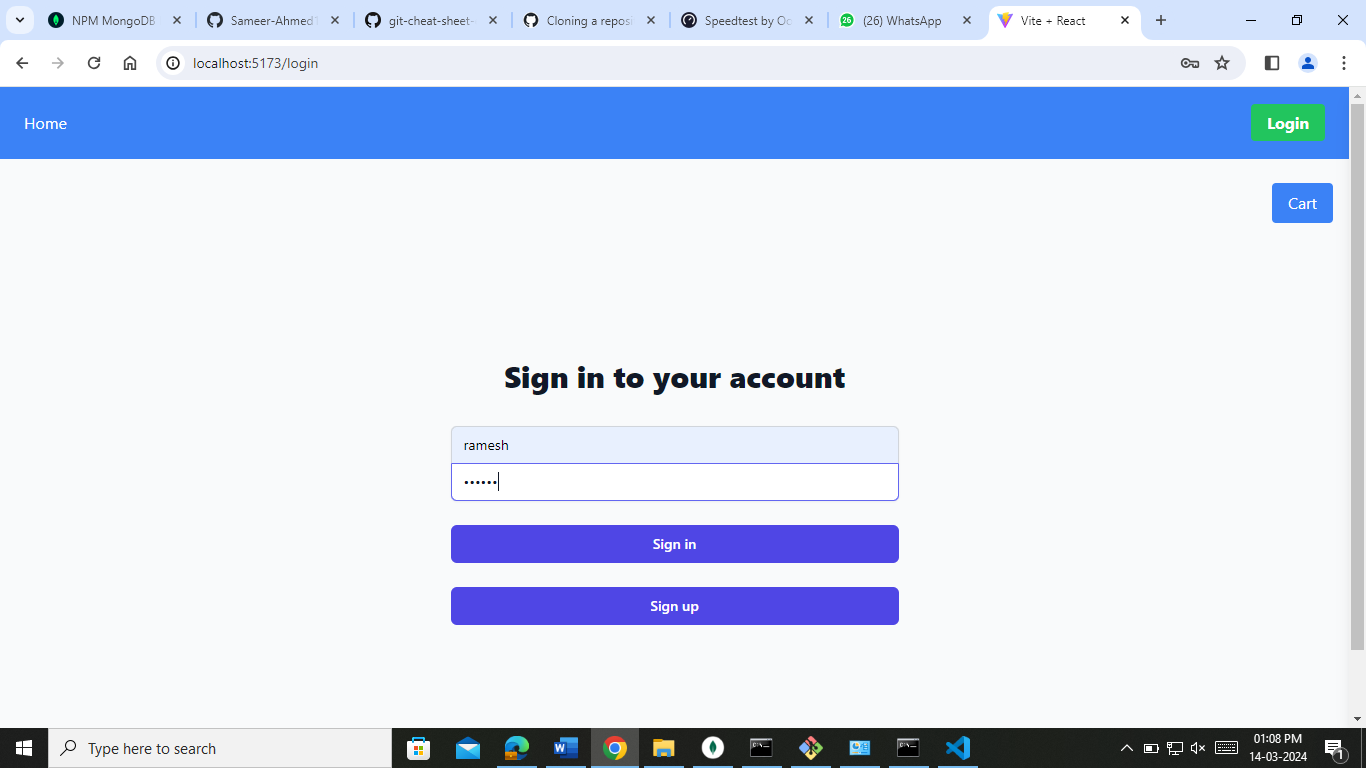 NPM MongoDB
Sameer-Ahmed1
git-cheat-sheet-
Cloning a reposi
Speedtest by Oo
(26) WhatsApp
Vite + React
localhost:5173/login
Home
Login
Cart
Sign in to your account
ramesh
••••••
Sign in
Sign up
Type here to search
01:08 PM
14-03-2024